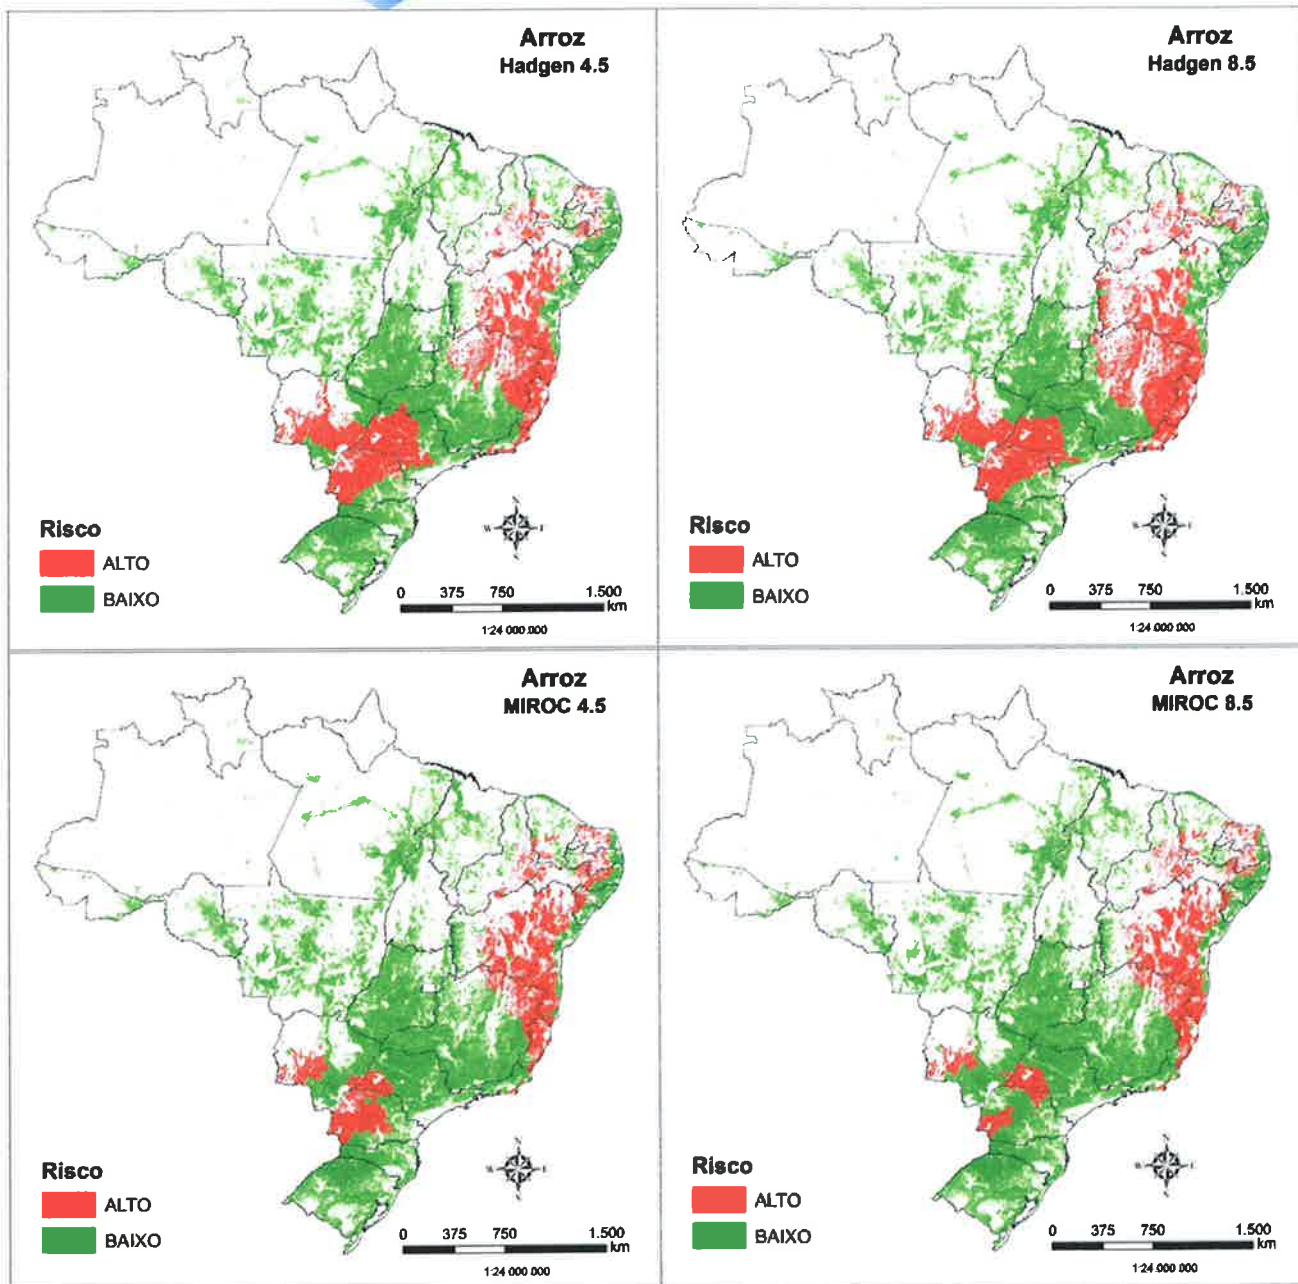 Arroz
Hadgen 4.5
N
W
E
S
Risco
ALTO
BAIXO
0 375 750 1.500
km
1:24 000 000
Arroz
Hadgen 8.5
N
W
E
S
Risco
ALTO
BAIXO
0 375 750 1.500
km
1:24 000 000
Arroz
MIROC 4.5
N
W
E
S
Risco
ALTO
BAIXO
0 375 750 1.500
km
1:24 000 000
Arroz
MIROC 8.5
N
W
E
S
Risco
ALTO
BAIXO
0 375 750 1.500
km
1:24 000 000